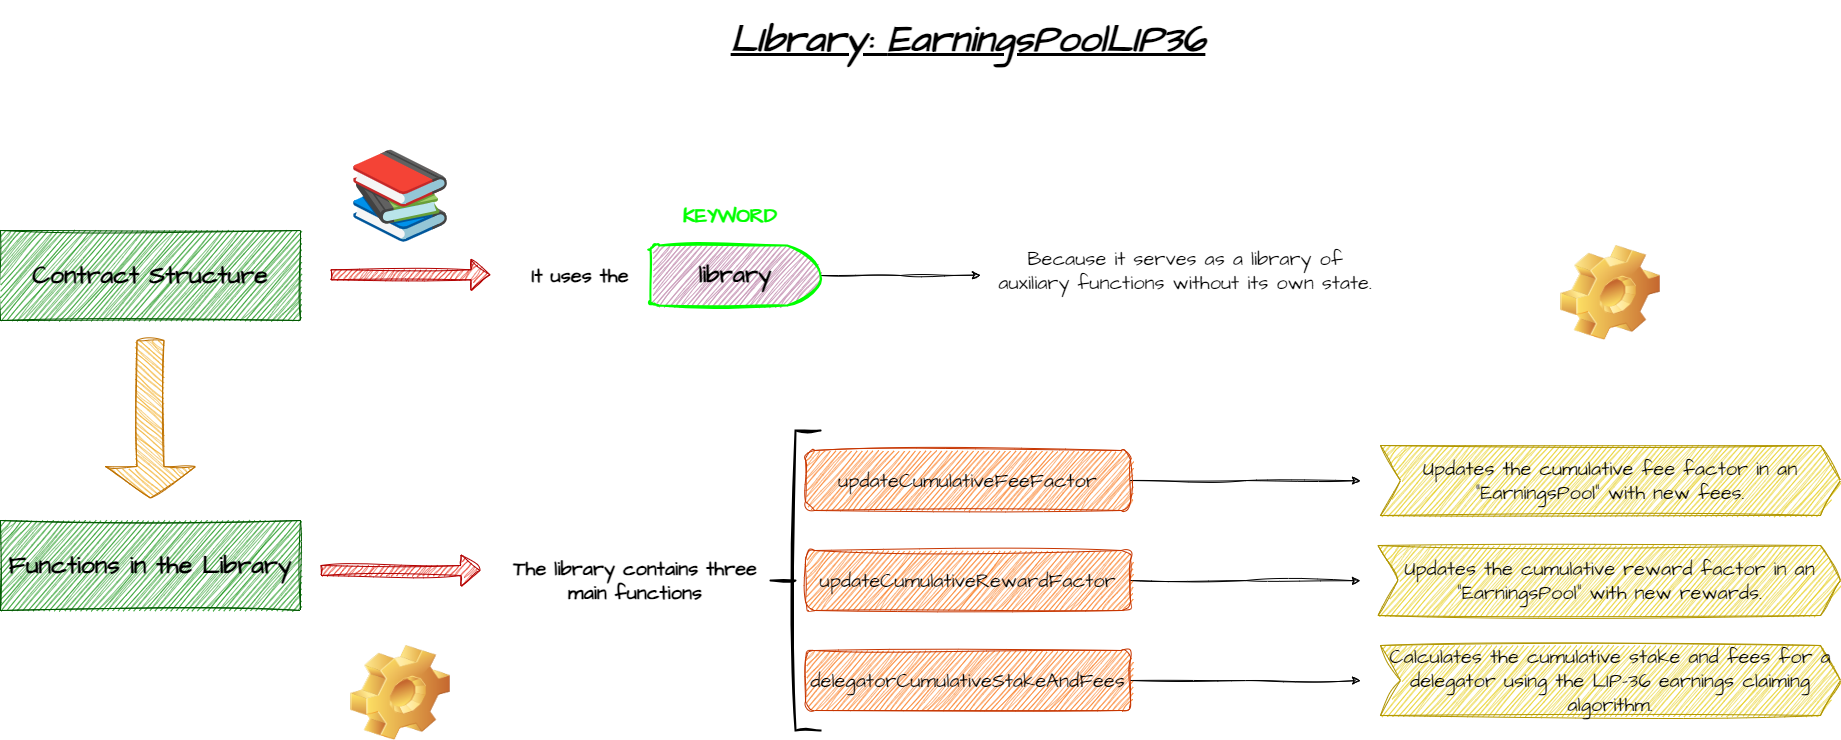 Library: EarningsPoolLIP36
KEYWORD
Contract Structure
It uses the
library
Because it serves as a library of
auxiliary functions without its own state.
Functions in the Library
The library contains three
main functions
updateCumulativeFeeFactor
Updates the cumulative fee factor in an
"EarningsPool" with new fees.
updateCumulativeRewardFactor
Updates the cumulative reward factor in an
"EarningsPool" with new rewards.
delegatorCumulativeStakeAndFees
Calculates the cumulative stake and fees for a
delegator using the LIP-36 earnings claiming
algorithm.